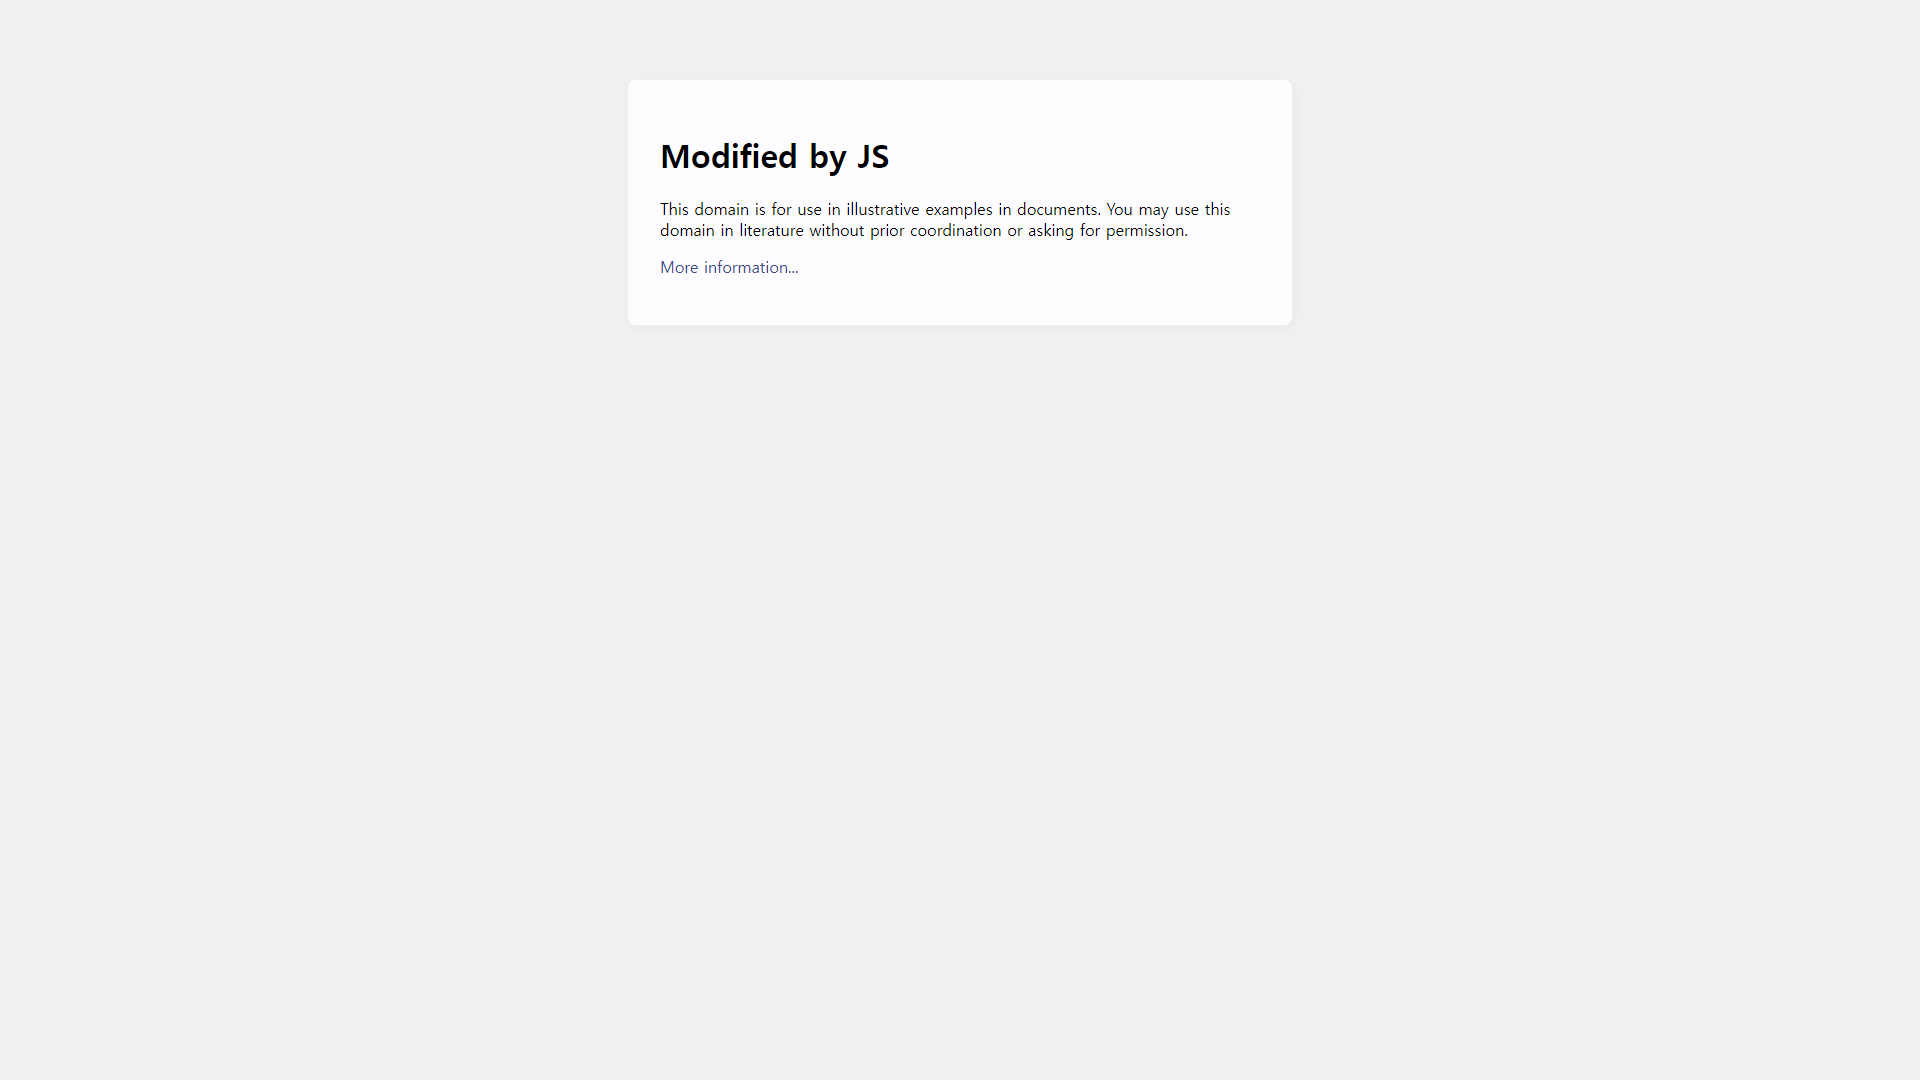 Modified by JS
This domain is for use in illustrative examples in documents. You may use this
domain in literature without prior coordination or asking for permission.
More information...